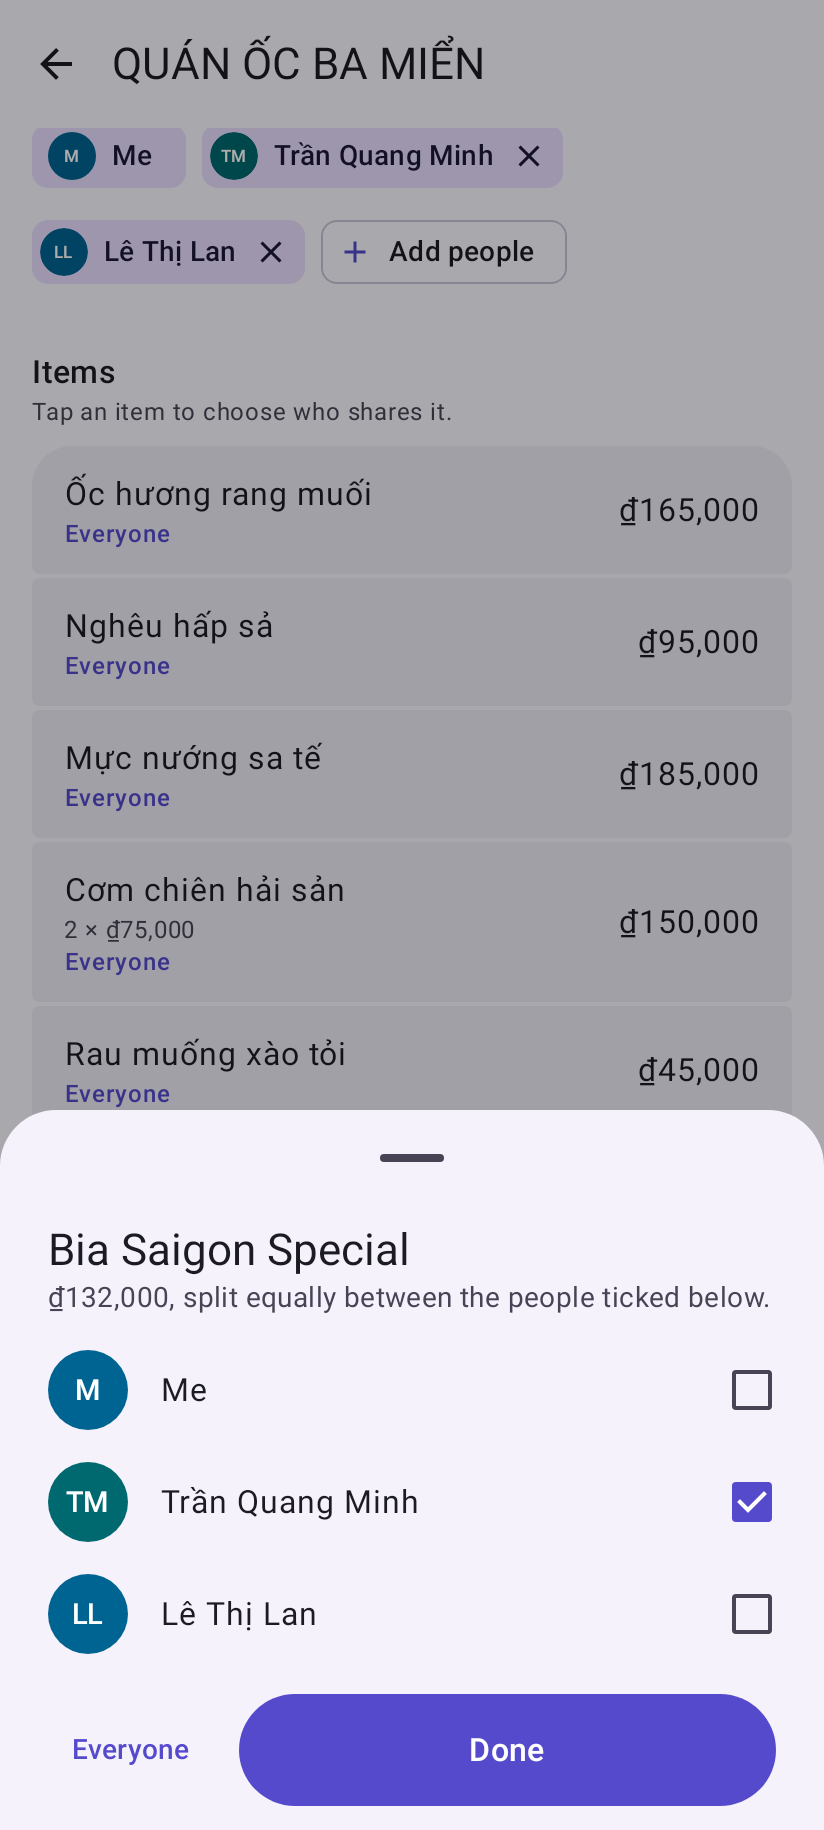 QUÁN ỐC BA MIỂN
M Me
TM Trần Quang Minh
LL Lê Thị Lan
+ Add people
Items
Tap an item to choose who shares it.
Ốc hương rang muối
₫165,000
Everyone
Nghêu hấp sả
₫95,000
Everyone
Mực nướng sa tế
₫185,000
Everyone
Cơm chiên hải sản
2 × ₫75,000
₫150,000
Everyone
Rau muống xào tỏi
₫45,000
Everyone
Bia Saigon Special
₫132,000, split equally between the people ticked below.
M Me
TM Trần Quang Minh
LL Lê Thị Lan
Everyone
Done